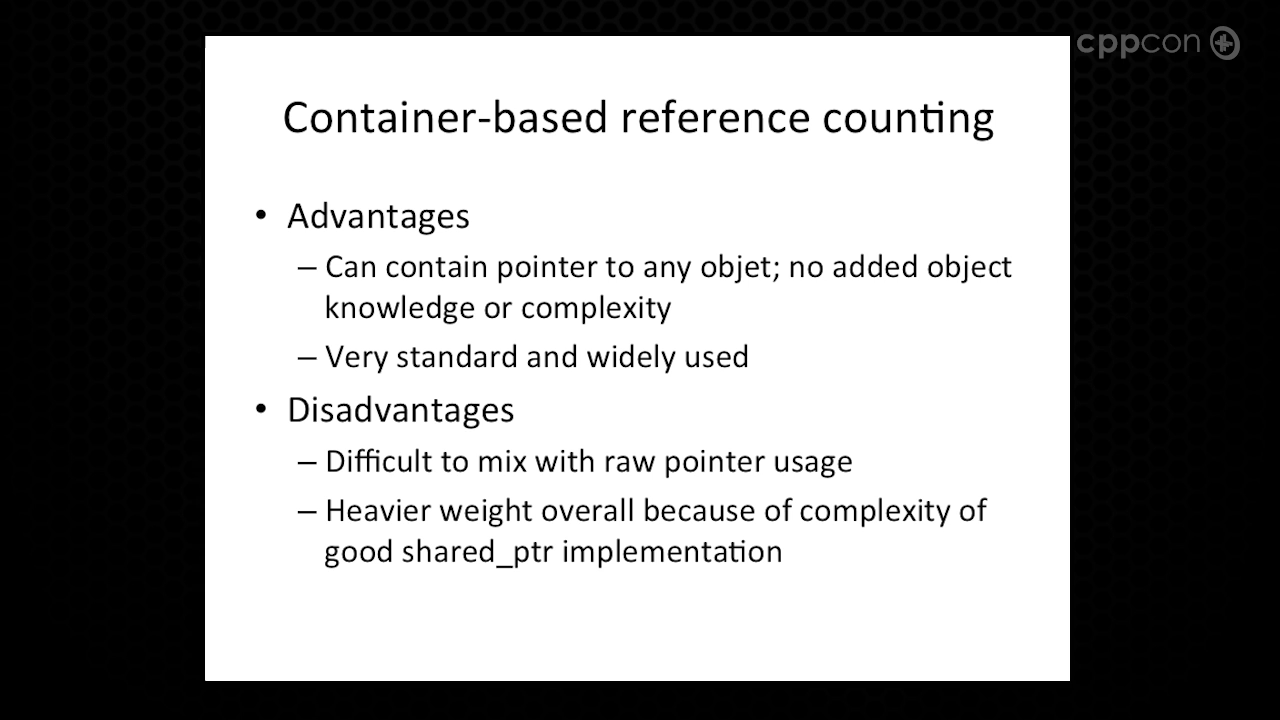 cppcon
Container-based reference counting
• Advantages
– Can contain pointer to any objet; no added object
knowledge or complexity
– Very standard and widely used
• Disadvantages
– Difficult to mix with raw pointer usage
– Heavier weight overall because of complexity of
good shared_ptr implementation